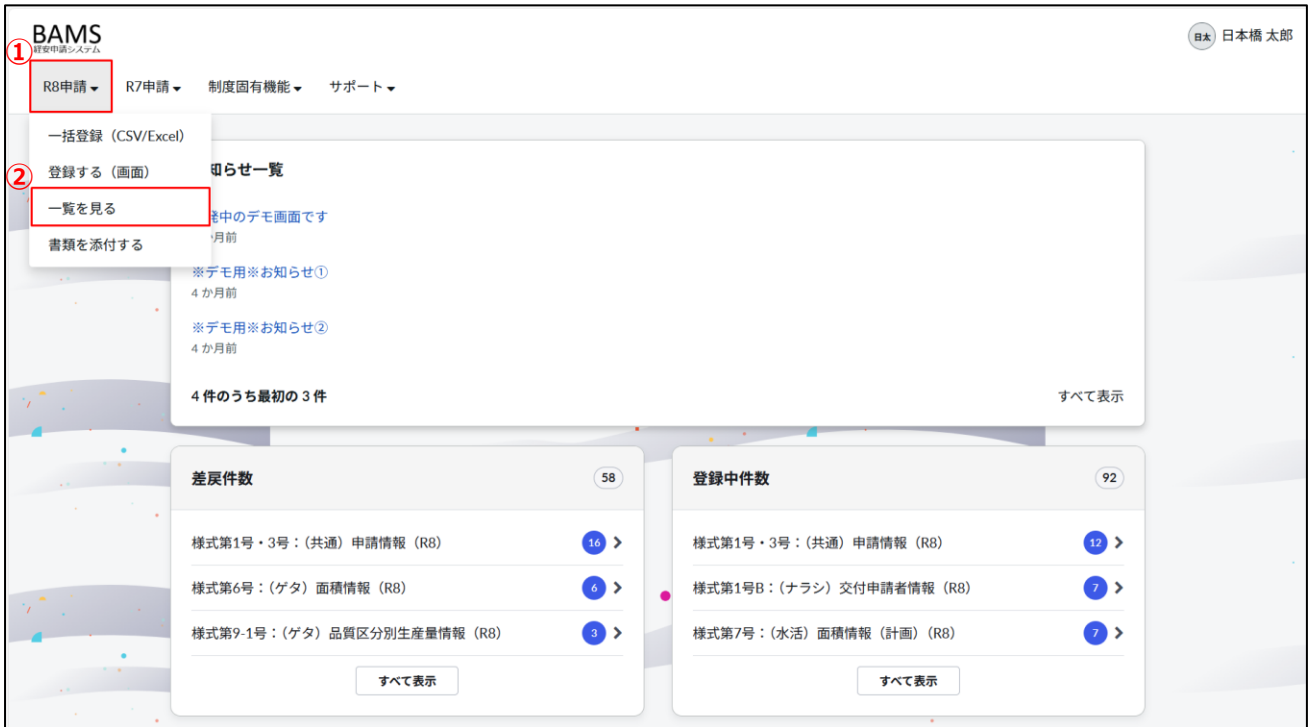 BAMS
経安申請システム
日太 日本橋 太郎
①
R8申請 R7申請 制度固有機能 サポート
一括登録（CSV/Excel）
登録する（画面）
②
一覧を見る
書類を添付する
知らせ一覧
発中のデモ画面です
月前
※デモ用※お知らせ①
4 か月前
※デモ用※お知らせ②
4 か月前
4 件のうち最初の 3 件 すべて表示
差戻件数 58
様式第1号・3号：（共通）申請情報（R8） 16
様式第6号：（ゲタ）面積情報（R8） 6
様式第9-1号：（ゲタ）品質区分別生産量情報（R8） 3
すべて表示
登録中件数 92
様式第1号・3号：（共通）申請情報（R8） 12
様式第1号B：（ナラシ）交付申請者情報（R8） 7
様式第7号：（水活）面積情報（計画）（R8） 7
すべて表示